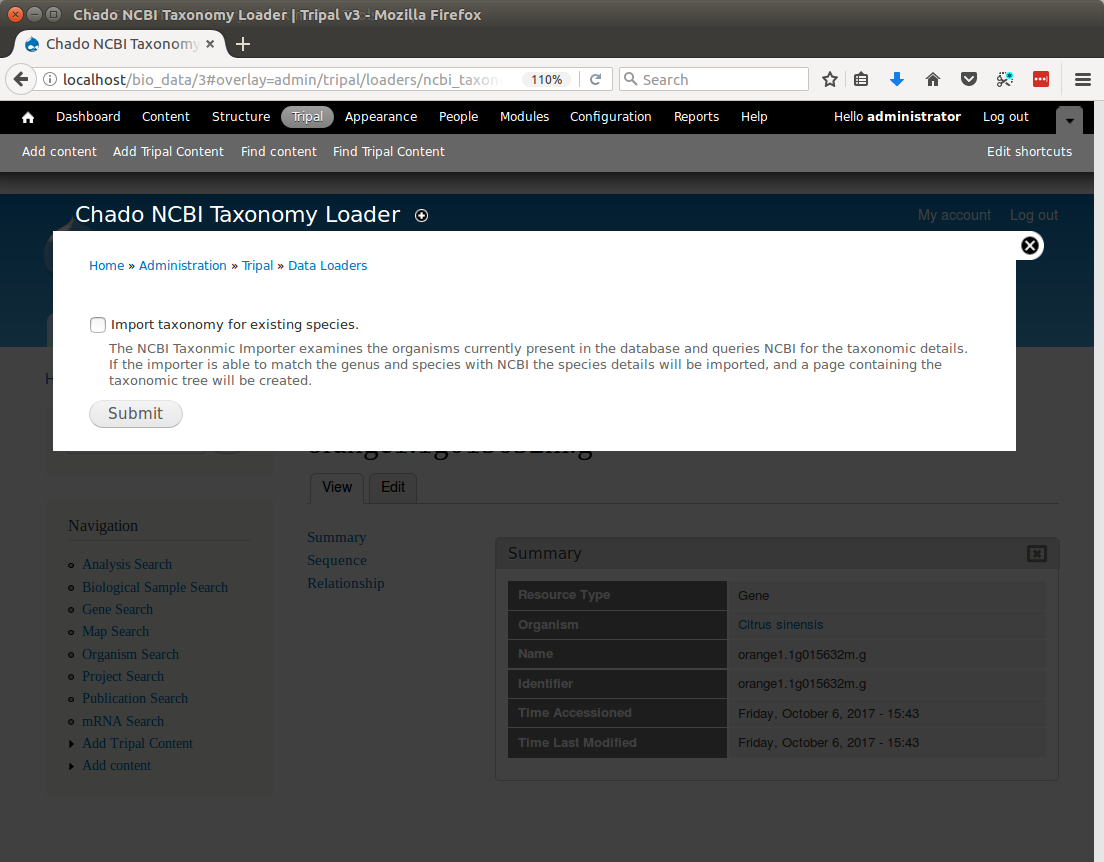 Chado NCBI Taxonomy Loader | Tripal v3 - Mozilla Firefox
Chado NCBI Taxonomy
localhost/bio_data/3#overlay=admin/tripal/loaders/ncbi_taxon
110%
Search
Dashboard Content Structure Tripal Appearance People Modules Configuration Reports Help Hello administrator Log out
Add content Add Tripal Content Find content Find Tripal Content Edit shortcuts
Chado NCBI Taxonomy Loader
My account Log out
Home » Administration » Tripal » Data Loaders
Import taxonomy for existing species.
The NCBI Taxonmic Importer examines the organisms currently present in the database and queries NCBI for the taxonomic details.
If the importer is able to match the genus and species with NCBI the species details will be imported, and a page containing the
taxonomic tree will be created.
Submit
orange1.1g015632m.g
View Edit
Navigation
Analysis Search
Biological Sample Search
Gene Search
Map Search
Organism Search
Project Search
Publication Search
mRNA Search
Add Tripal Content
Add content
Summary
Sequence
Relationship
Summary
Resource Type Gene
Organism Citrus sinensis
Name orange1.1g015632m.g
Identifier orange1.1g015632m.g
Time Accessioned Friday, October 6, 2017 - 15:43
Time Last Modified Friday, October 6, 2017 - 15:43